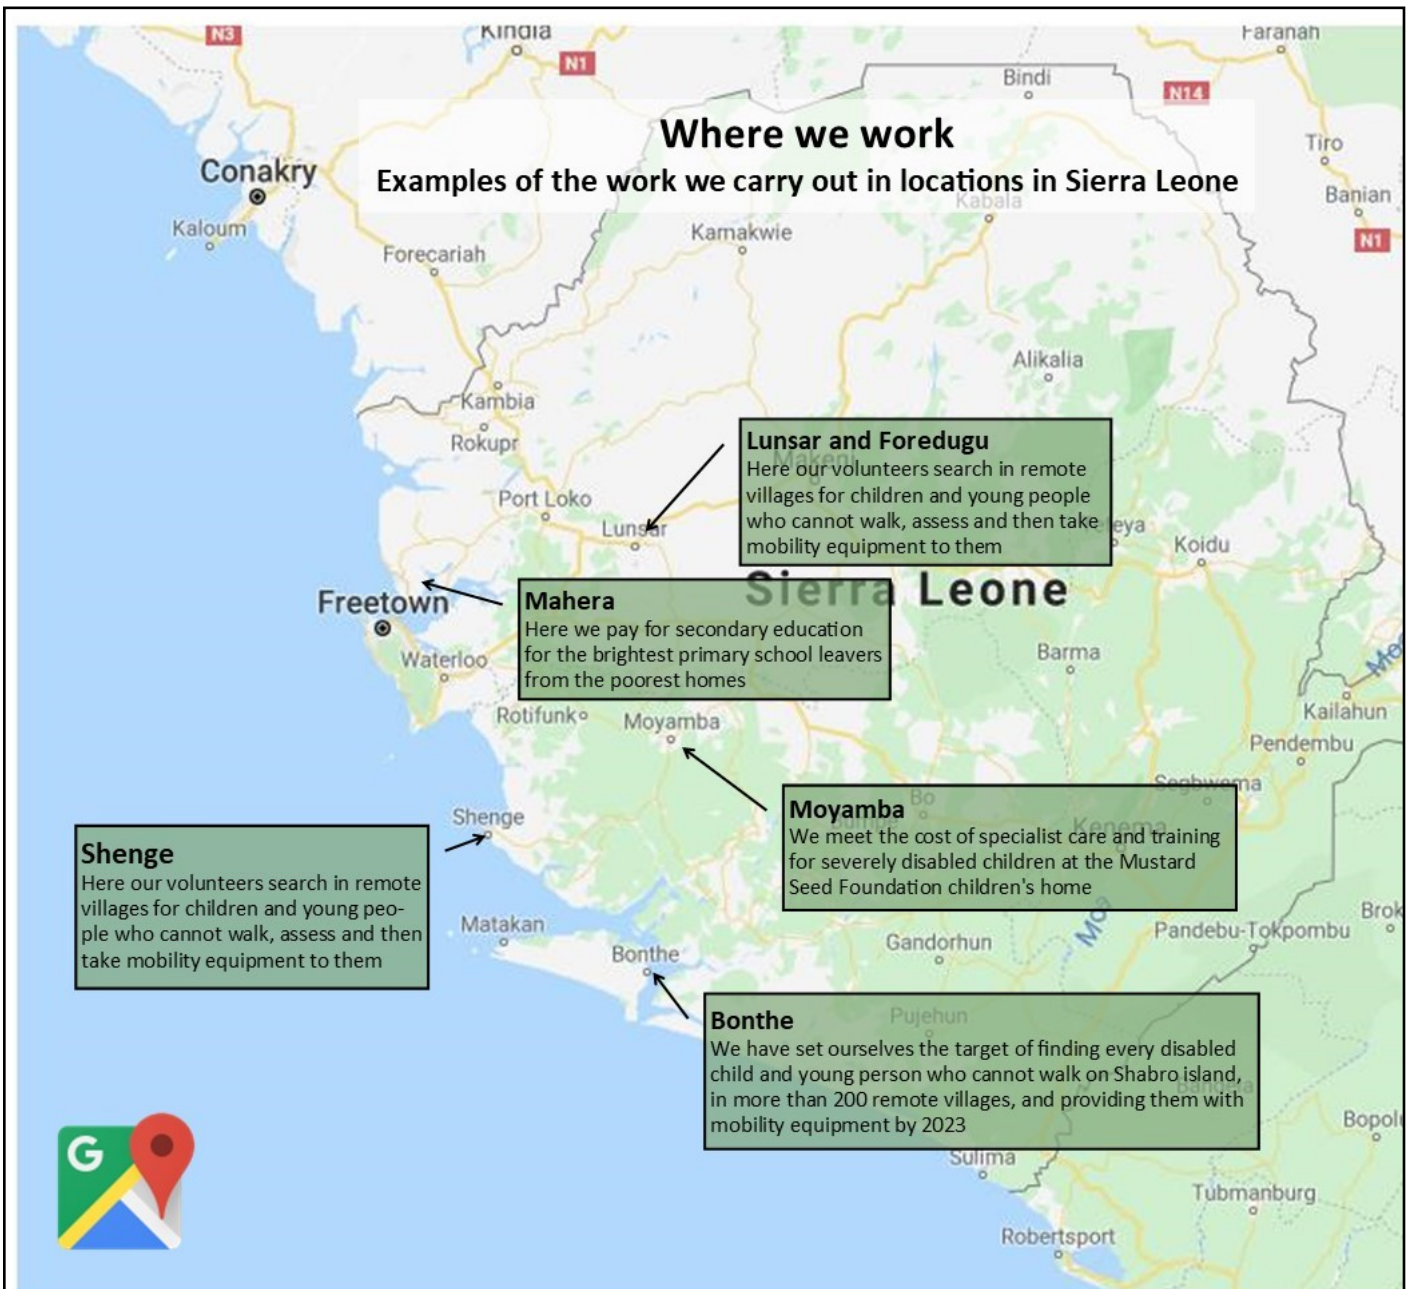 N3
Kindia
N1
Faranah
Bindi
N14
Where we work
Examples of the work we carry out in locations in Sierra Leone
Tiro
Conakry
Kabala
Banian
Kaloum
Kamakwie
N1
Forecariah
Alikalia
Kambia
Rokupr
Lunsar and Foredugu
Here our volunteers search in remote
villages for children and young people
who cannot walk, assess and then take
mobility equipment to them
Makeni
Port Loko
Lunsar
Koidu
Sierra Leone
Freetown
Mahera
Here we pay for secondary education
for the brightest primary school leavers
from the poorest homes
Waterloo
Barma
Rotifunk
Moyamba
Kailahun
Pendembu
Segbwema
Shenge
Moyamba
We meet the cost of specialist care and training
for severely disabled children at the Mustard
Seed Foundation children's home
Bo
Kenema
Shenge
Here our volunteers search in remote
villages for children and young peo-
ple who cannot walk, assess and then
take mobility equipment to them
Matakan
Moa
Brok
Pandebu-Tokpombu
Gandorhun
Bonthe
Bonthe
We have set ourselves the target of finding every disabled
child and young person who cannot walk on Shabro island,
in more than 200 remote villages, and providing them with
mobility equipment by 2023
Pujehun
Bopolu
G
Sulima
Tubmanburg
Robertsport